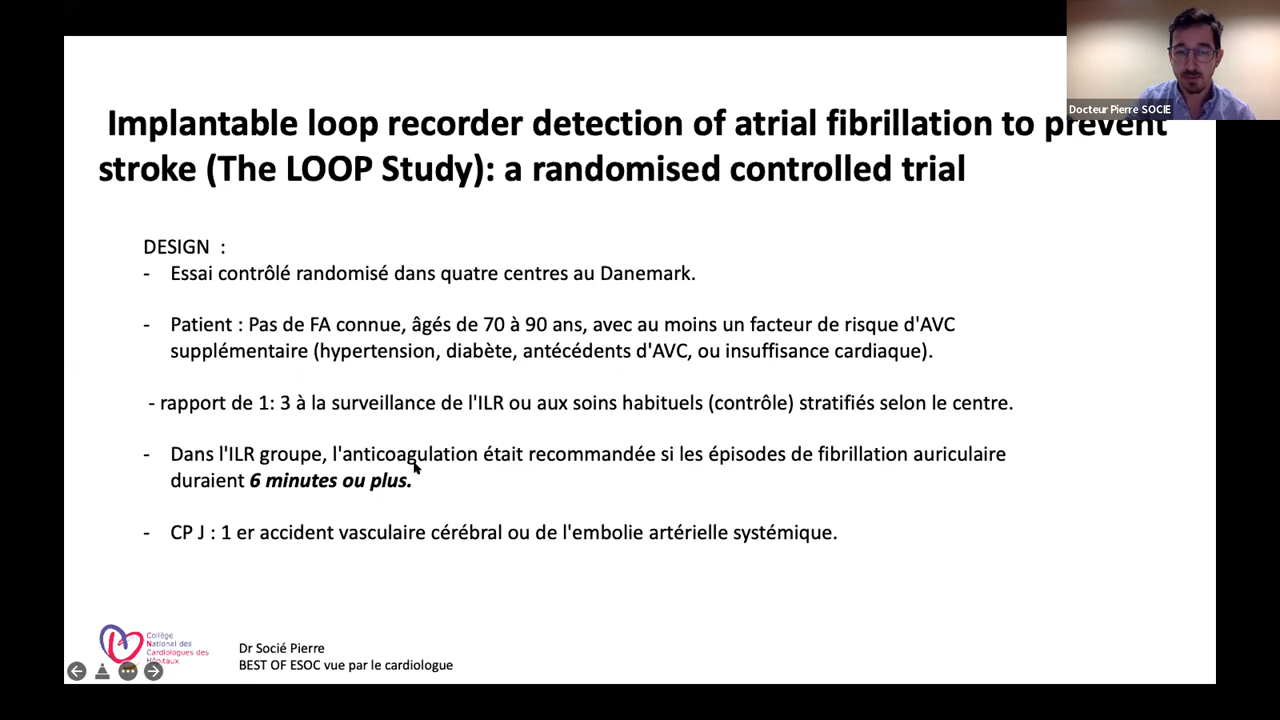 Docteur Pierre SOCIE
Implantable loop recorder detection of atrial fibrillation to prevent
stroke (The LOOP Study): a randomised controlled trial
DESIGN :
- Essai contrôlé randomisé dans quatre centres au Danemark.
- Patient : Pas de FA connue, âgés de 70 à 90 ans, avec au moins un facteur de risque d'AVC
supplémentaire (hypertension, diabète, antécédents d'AVC, ou insuffisance cardiaque).
- rapport de 1: 3 à la surveillance de l'ILR ou aux soins habituels (contrôle) stratifiés selon le centre.
- Dans l'ILR groupe, l'anticoagulation était recommandée si les épisodes de fibrillation auriculaire
duraient 6 minutes ou plus.
- CP J : 1 er accident vasculaire cérébral ou de l'embolie artérielle systémique.
Collège
National des
Cardiologues des
Hôpitaux
Dr Socié Pierre
BEST OF ESOC vue par le cardiologue